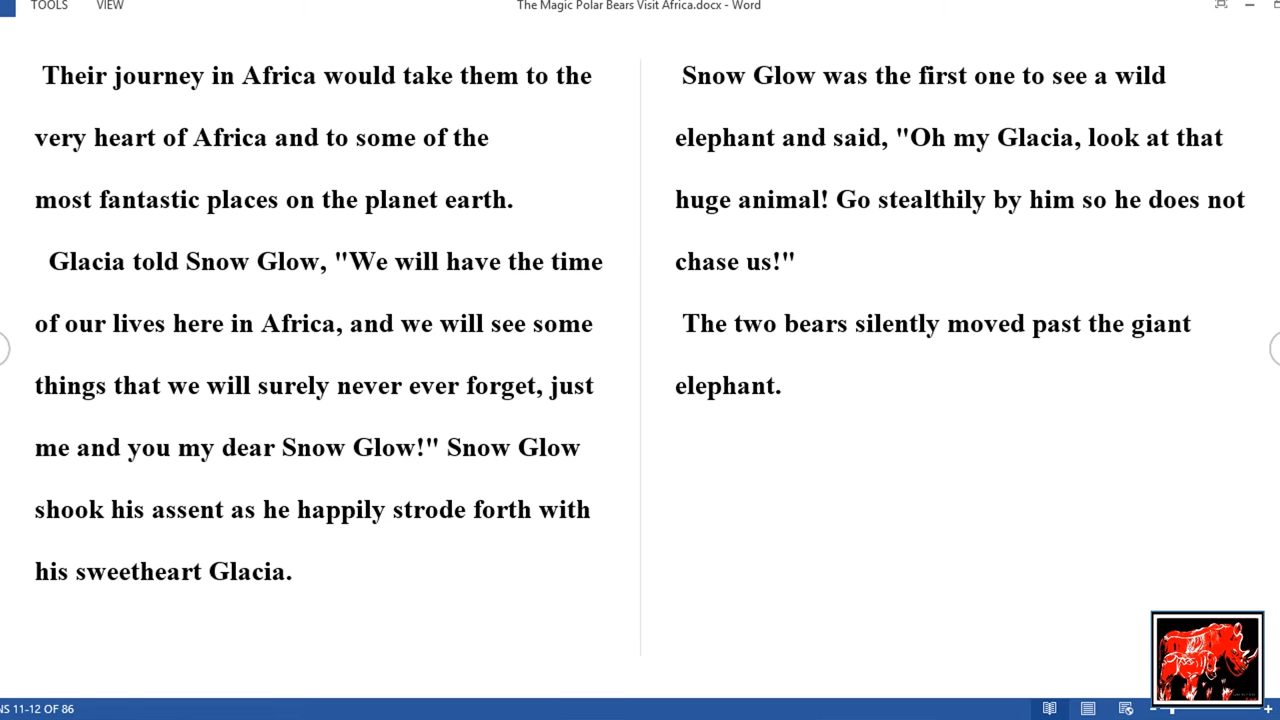 TOOLS VIEW
The Magic Polar Bears Visit Africa.docx - Word
Their journey in Africa would take them to the
very heart of Africa and to some of the
most fantastic places on the planet earth.
Glacia told Snow Glow, "We will have the time
of our lives here in Africa, and we will see some
things that we will surely never ever forget, just
me and you my dear Snow Glow!" Snow Glow
shook his assent as he happily strode forth with
his sweetheart Glacia.
Snow Glow was the first one to see a wild
elephant and said, "Oh my Glacia, look at that
huge animal! Go stealthily by him so he does not
chase us!"
The two bears silently moved past the giant
elephant.
NS 11-12 OF 86